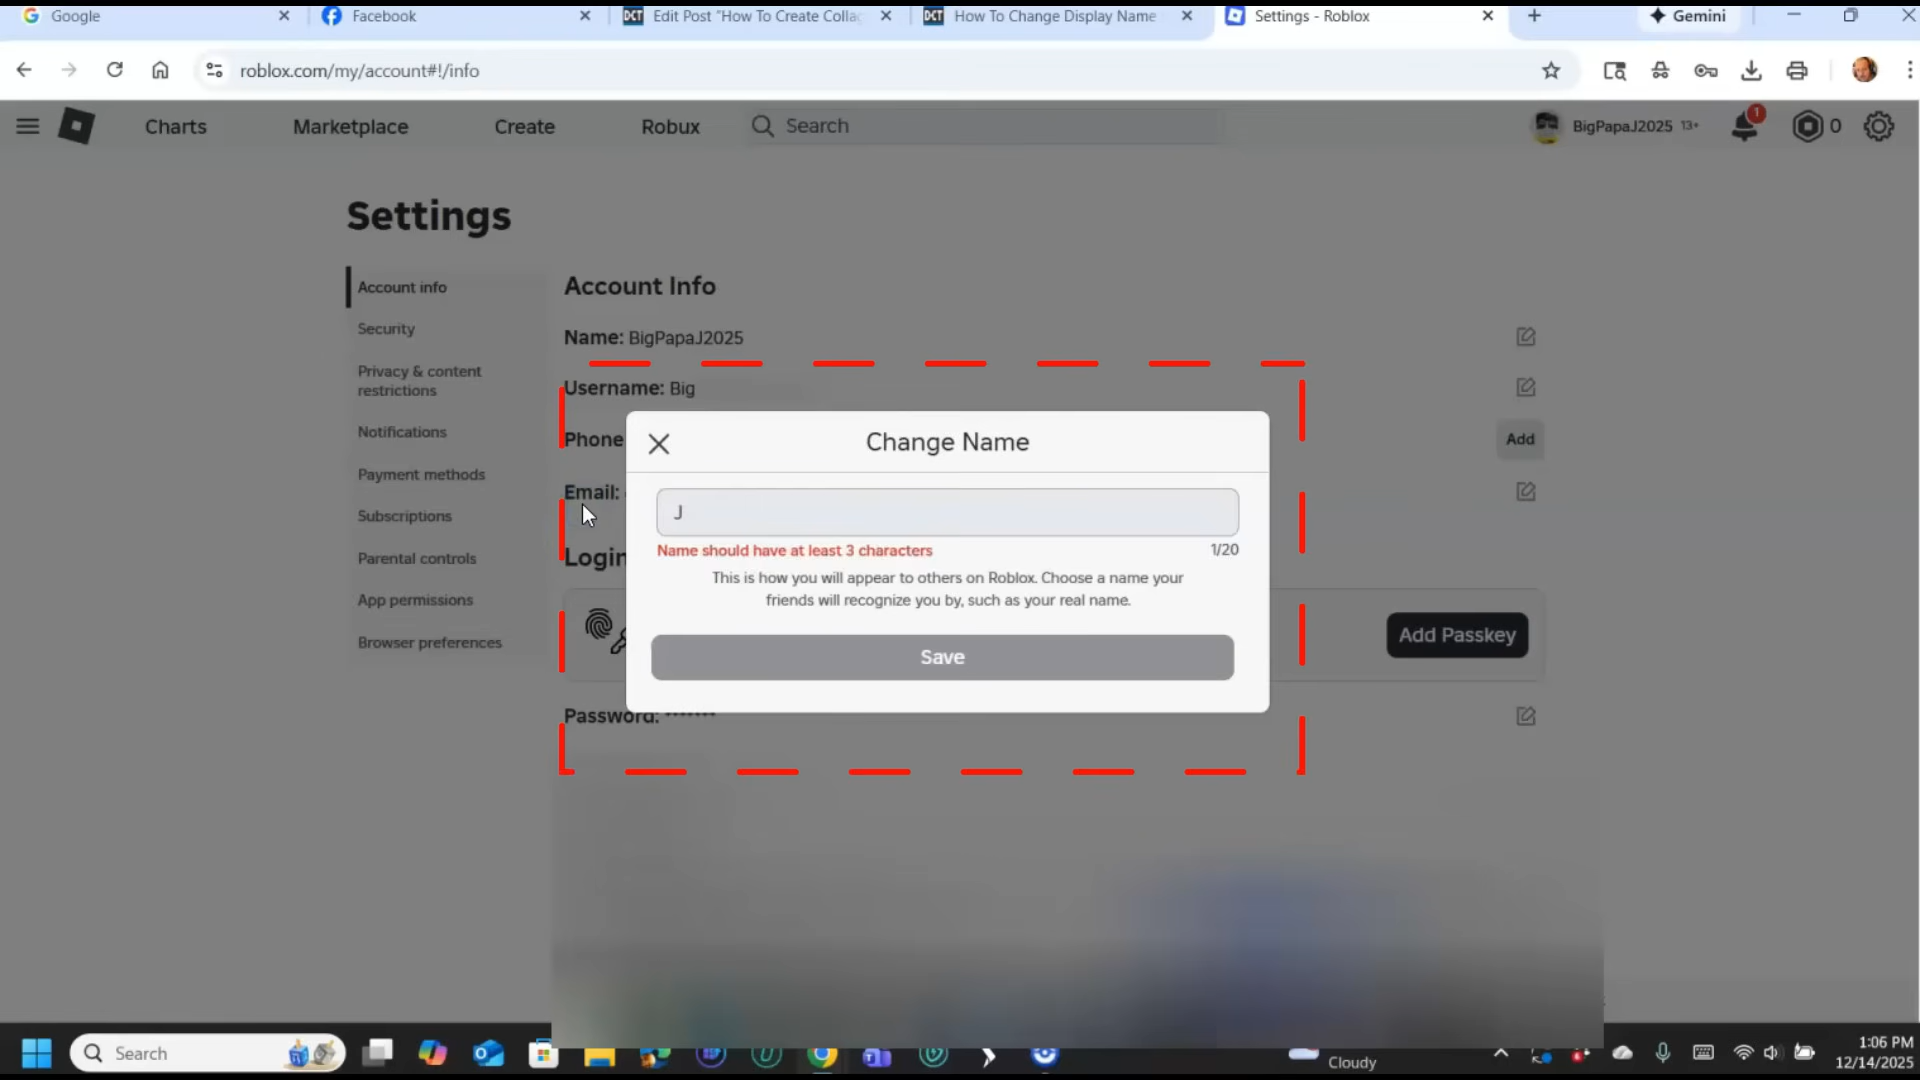 Google
Facebook
Edit Post "How To Create Colla
How To Change Display Name
Settings - Roblox
Gemini
roblox.com/my/account#!/info
Charts
Marketplace
Create
Robux
Search
BigPapaJ2025 13+
1
0
Settings
Account info
Security
Privacy & content
restrictions
Notifications
Payment methods
Subscriptions
Parental controls
App permissions
Browser preferences
Account Info
Name: BigPapaJ2025
Username: Big
Phone
Add
Email:
Login
Add Passkey
Password: *******
Change Name
J
Name should have at least 3 characters
1/20
This is how you will appear to others on Roblox. Choose a name your
friends will recognize you by, such as your real name.
Save
Search
Cloudy
1:06 PM
12/14/2025